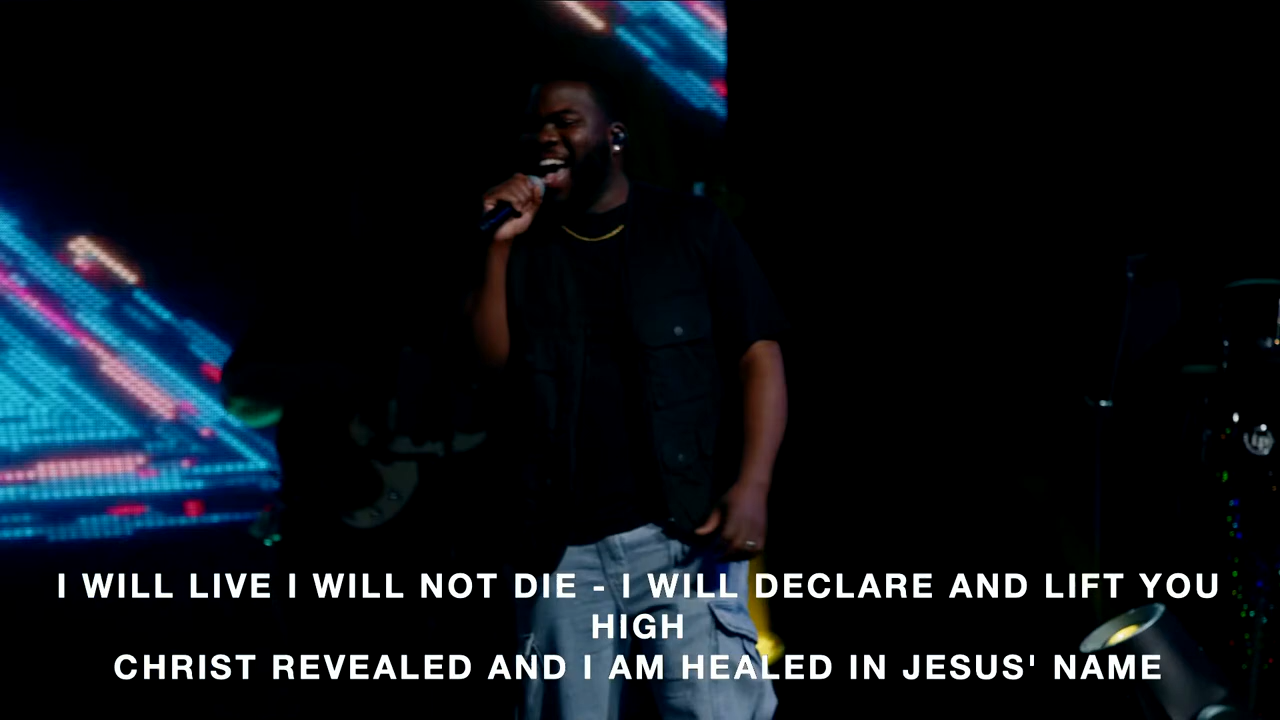 I WILL LIVE I WILL NOT DIE - I WILL DECLARE AND LIFT YOU
HIGH
CHRIST REVEALED AND I AM HEALED IN JESUS' NAME